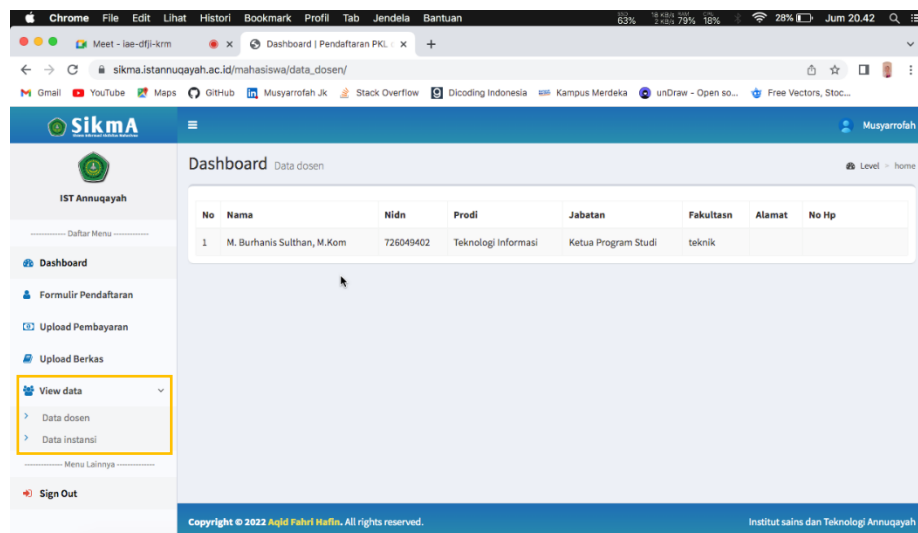 Chrome File Edit Lihat Histori Bookmark Profil Tab Jendela Bantuan 63% 79% 18% 28% Jum 20.42
Meet - iae-dfji-krm Dashboard | Pendaftaran PKL
sikma.istannuqayah.ac.id/mahasiswa/data_dosen/
Gmail YouTube Maps GitHub Musyarrofah Jk Stack Overflow Dicoding Indonesia Kampus Merdeka unDraw - Open so... Free Vectors, Stoc...
SikmA Musyarrofah
Dashboard Data dosen Level home
IST Annuqayah
No Nama Nidn Prodi Jabatan Fakultasn Alamat No Hp
1 M. Burhanis Sulthan, M.Kom 726049402 Teknologi Informasi Ketua Program Studi teknik
------------ Daftar Menu ------------
Dashboard
Formulir Pendaftaran
Upload Pembayaran
Upload Berkas
View data
Data dosen
Data instansi
------------- Menu Lainnya -------------
Sign Out
Copyright © 2022 Aqid Fahri Hafin. All rights reserved. Institut sains dan Teknologi Annuqayah